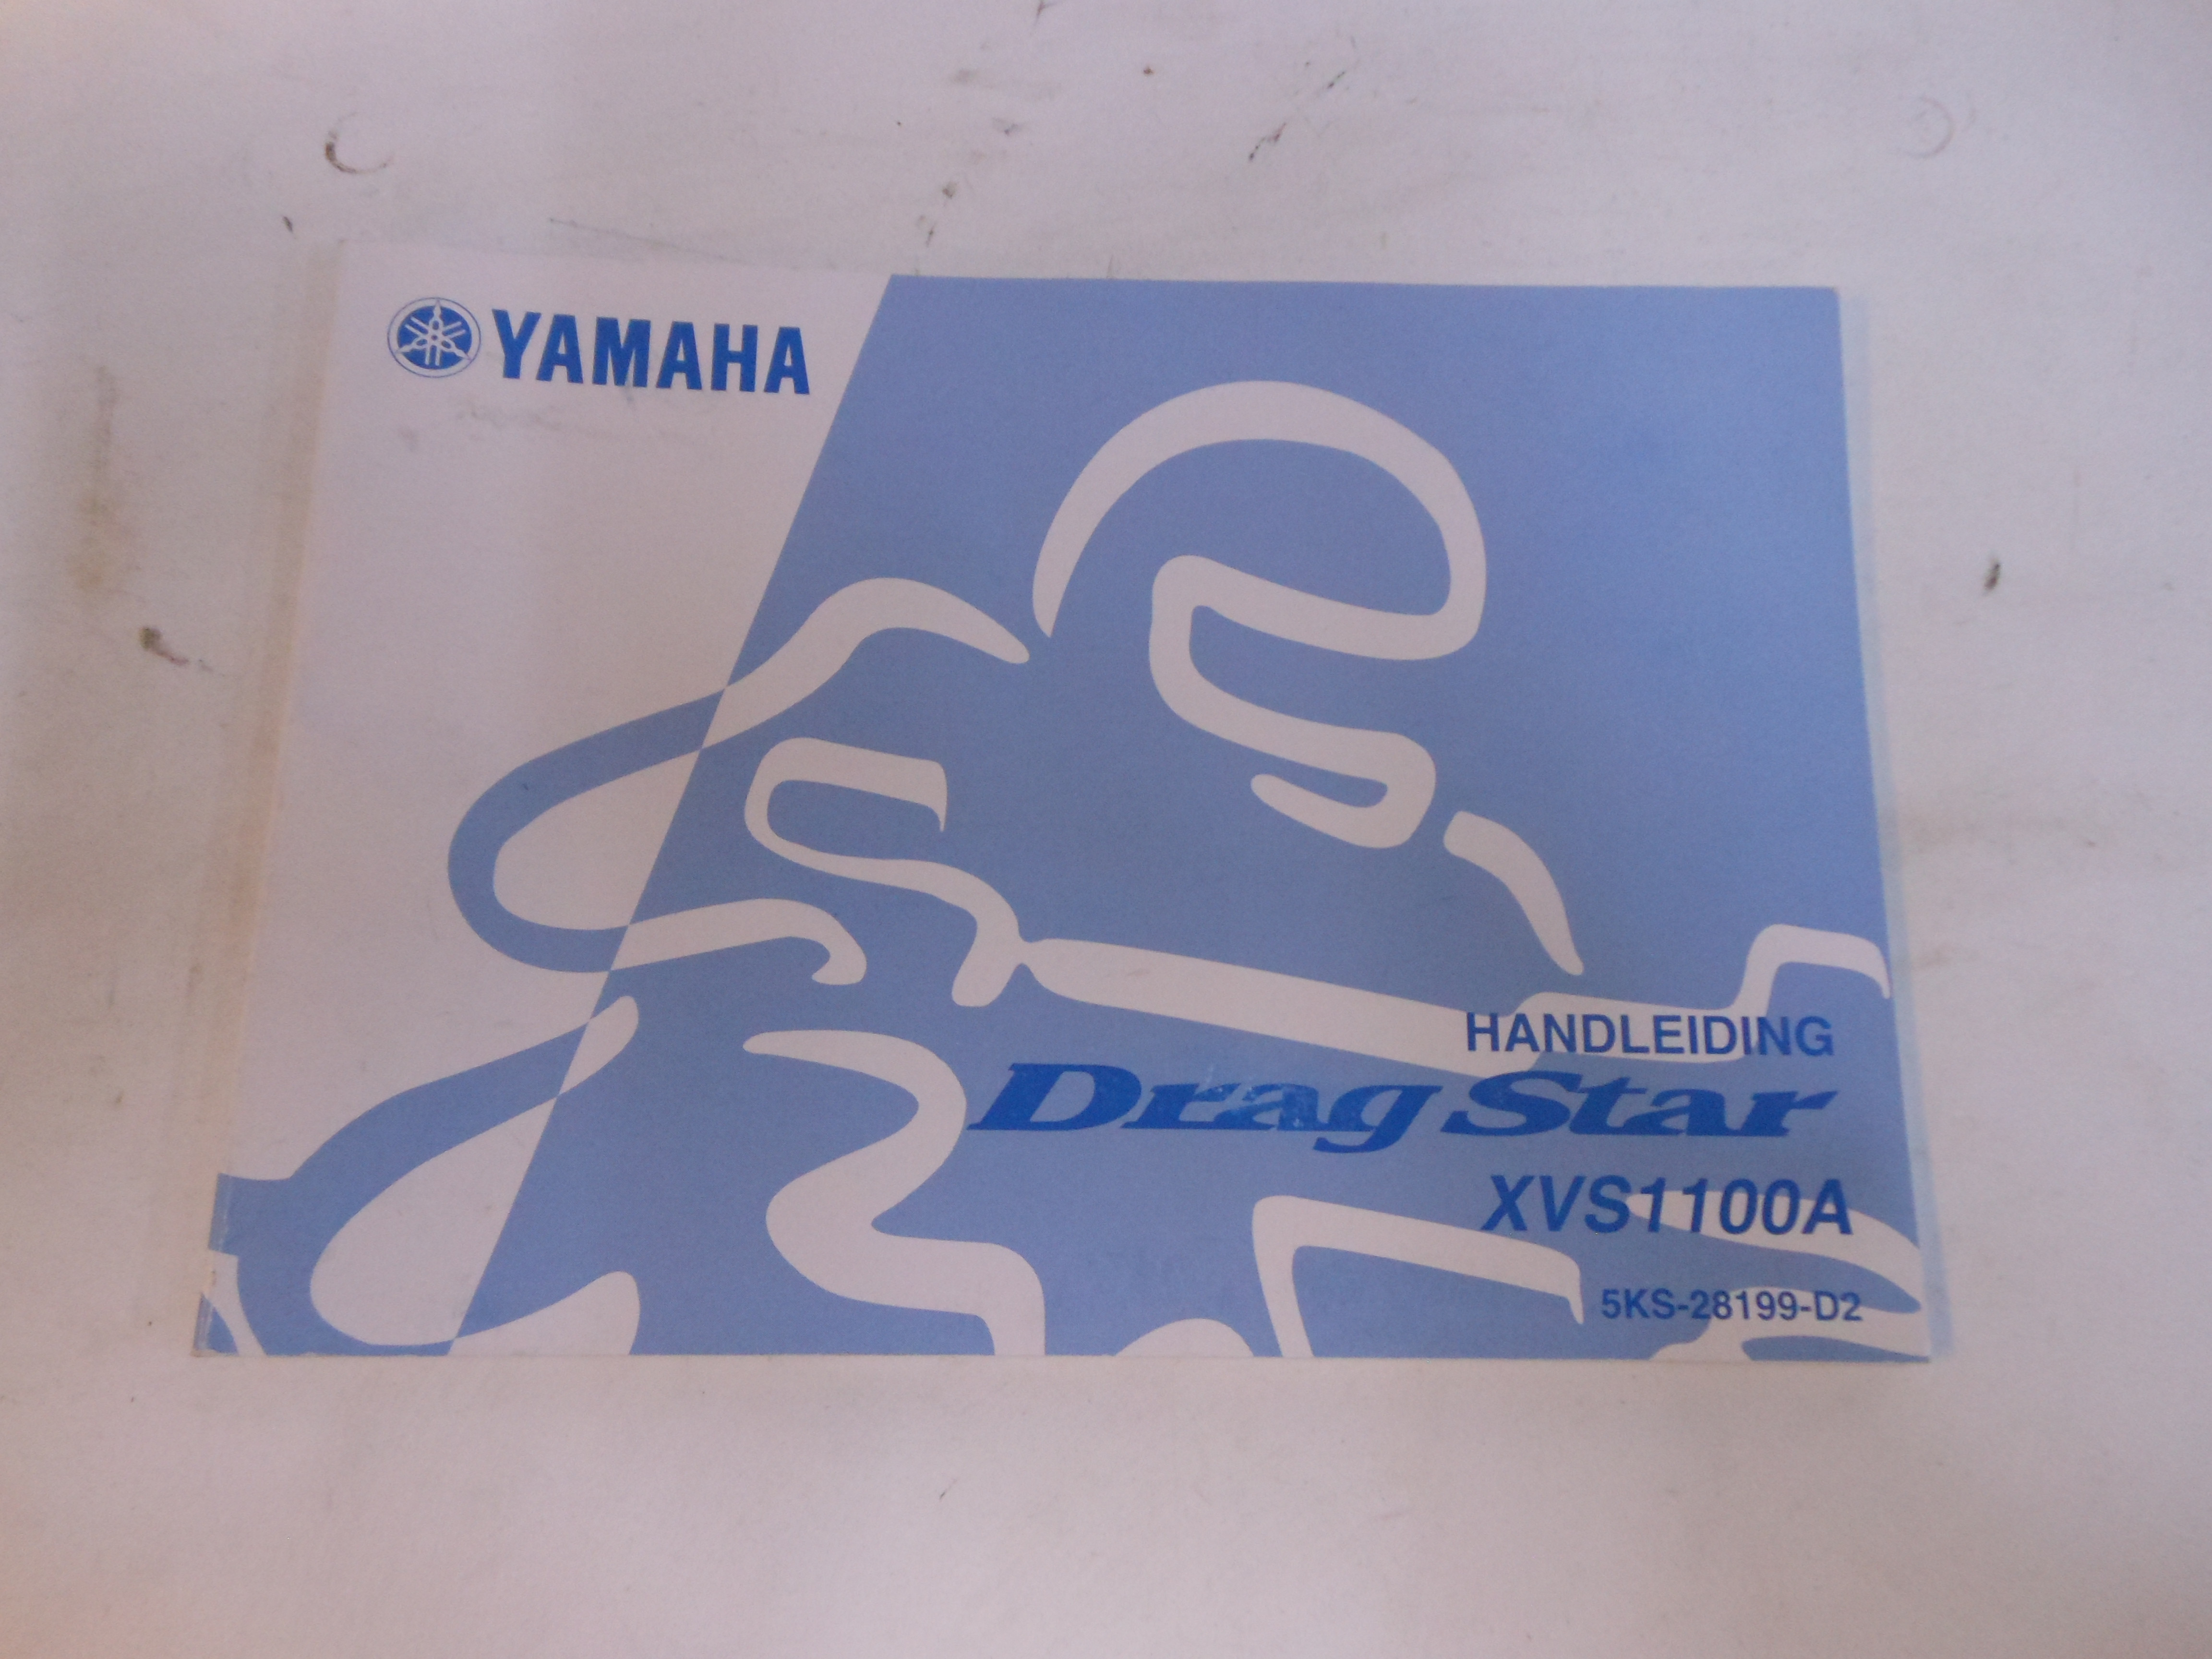 YAMAHA
HANDLEIDING
Drag Star
XVS1100A
5KS-28199-D2